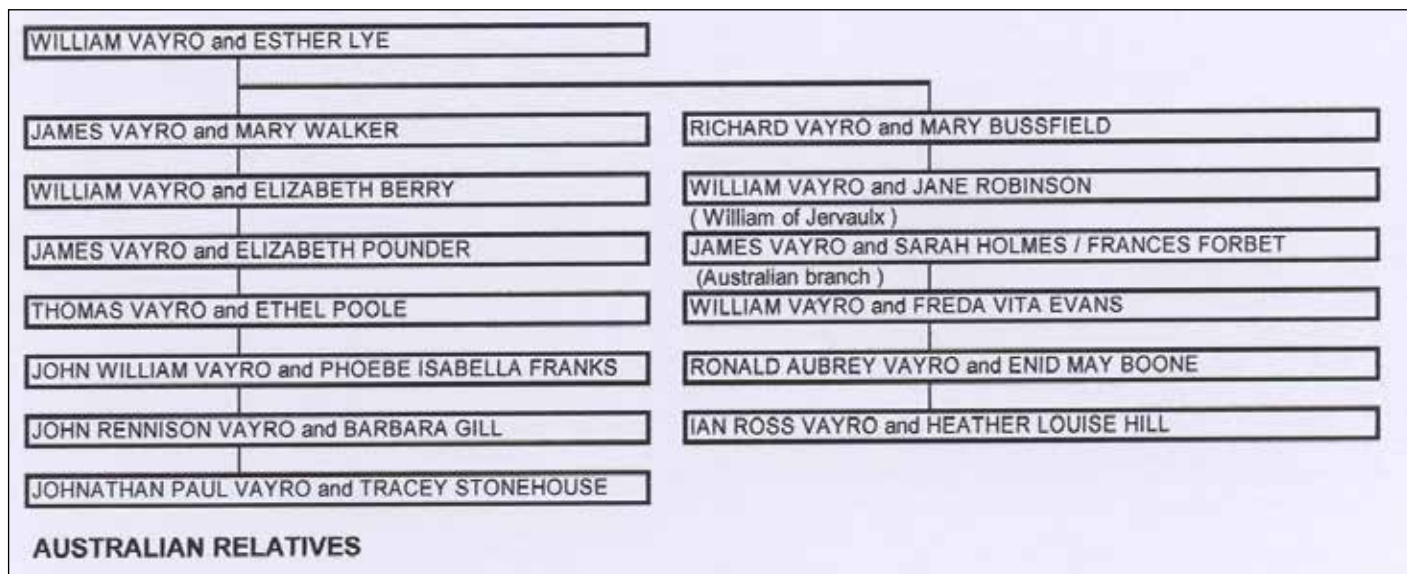 WILLIAM VAYRO and ESTHER LYE
JAMES VAYRO and MARY WALKER
WILLIAM VAYRO and ELIZABETH BERRY
JAMES VAYRO and ELIZABETH POUNDER
THOMAS VAYRO and ETHEL POOLE
JOHN WILLIAM VAYRO and PHOEBE ISABELLA FRANKS
JOHN RENNISON VAYRO and BARBARA GILL
JOHNATHAN PAUL VAYRO and TRACEY STONEHOUSE
RICHARD VAYRO and MARY BUSSFIELD
WILLIAM VAYRO and JANE ROBINSON
( William of Jervaulx )
JAMES VAYRO and SARAH HOLMES / FRANCES FORBET
(Australian branch )
WILLIAM VAYRO and FREDA VITA EVANS
RONALD AUBREY VAYRO and ENID MAY BOONE
IAN ROSS VAYRO and HEATHER LOUISE HILL
AUSTRALIAN RELATIVES